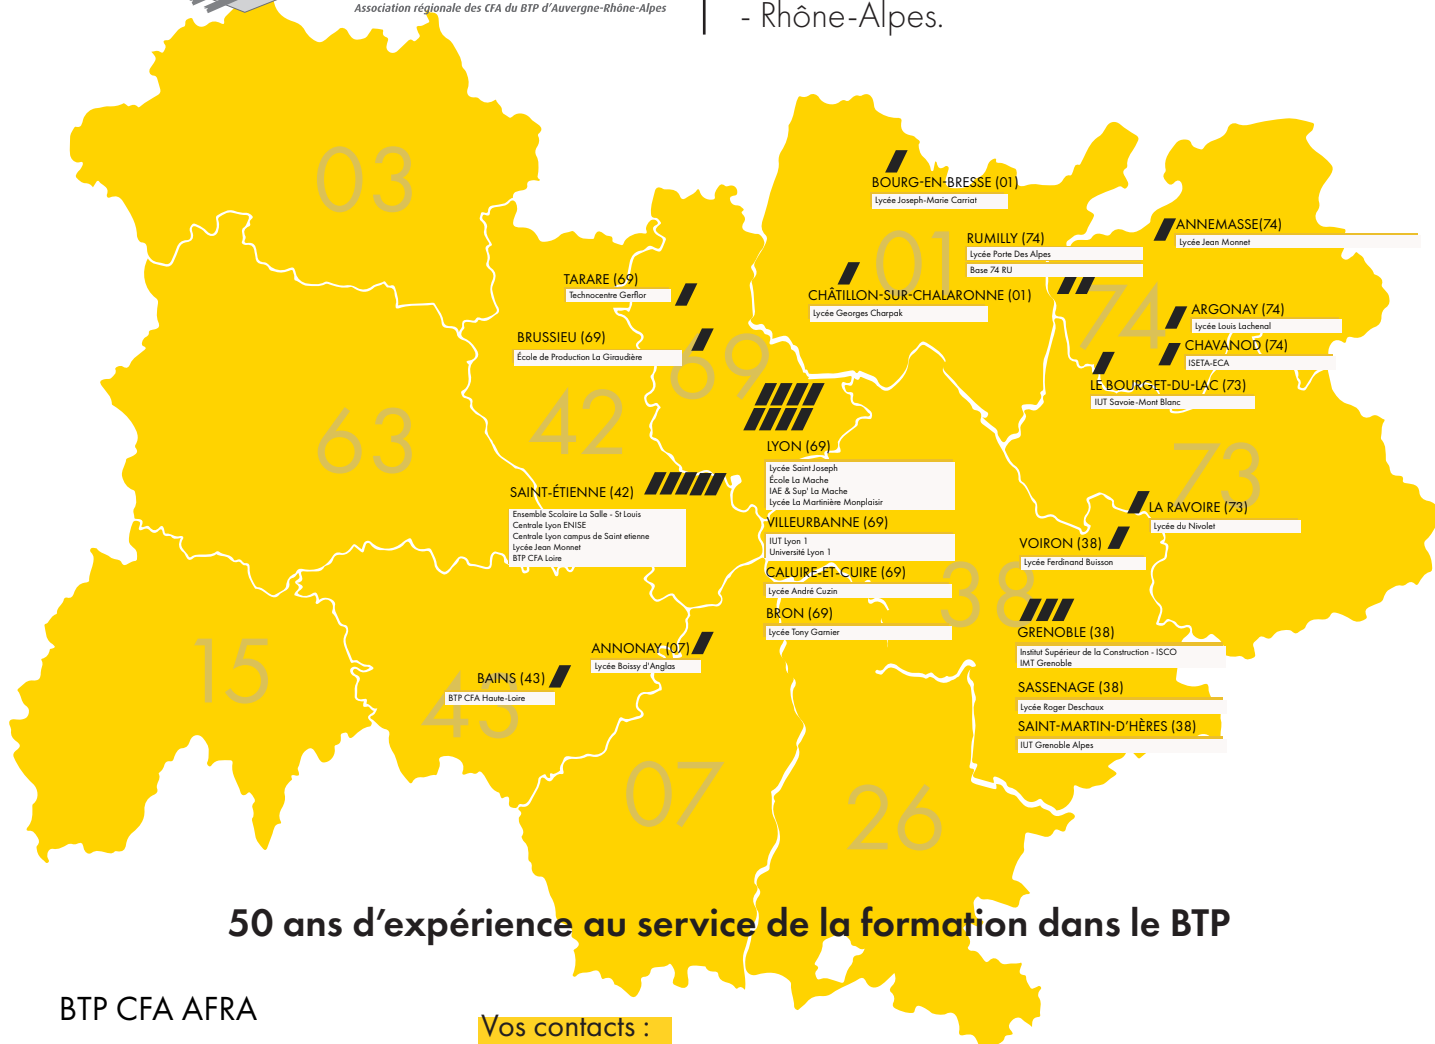 Association régionale des CFA du BTP d'Auvergne-Rhône-Alpes
- Rhône-Alpes.
03
BOURG-EN-BRESSE (01)
Lycée Joseph-Marie Carriat
01
RUMILLY (74)
Lycée Porte Des Alpes
Base 74 RU
ANNEMASSE(74)
Lycée Jean Monnet
TARARE (69)
Technocentre Gerflor
CHÂTILLON-SUR-CHALARONNE (01)
Lycée Georges Charpak
74
ARGONAY (74)
Lycée Louis Lachenal
BRUSSIEU (69)
École de Production La Giraudière
69
CHAVANOD (74)
ISETA-ECA
LE BOURGET-DU-LAC (73)
IUT Savoie-Mont Blanc
63
42
LYON (69)
Lycée Saint Joseph
École La Mache
IAE & Sup' La Mache
Lycée La Martinière Monplaisir
73
SAINT-ÉTIENNE (42)
Ensemble Scolaire La Salle - St Louis
Centrale Lyon ENISE
Centrale Lyon campus de Saint etienne
Lycée Jean Monnet
BTP CFA Loire
LA RAVOIRE (73)
Lycée du Nivolet
VILLEURBANNE (69)
IUT Lyon 1
Université Lyon 1
VOIRON (38)
Lycée Ferdinand Buisson
CALUIRE-ET-CUIRE (69)
Lycée André Cuzin
38
BRON (69)
Lycée Tony Garnier
GRENOBLE (38)
Institut Supérieur de la Construction - ISCO
IMT Grenoble
15
ANNONAY (07)
Lycée Boissy d'Anglas
BAINS (43)
BTP CFA Haute-Loire
43
SASSENAGE (38)
Lycée Roger Deschaux
SAINT-MARTIN-D'HÈRES (38)
IUT Grenoble Alpes
07
26
50 ans d'expérience au service de la formation dans le BTP
BTP CFA AFRA
Vos contacts :